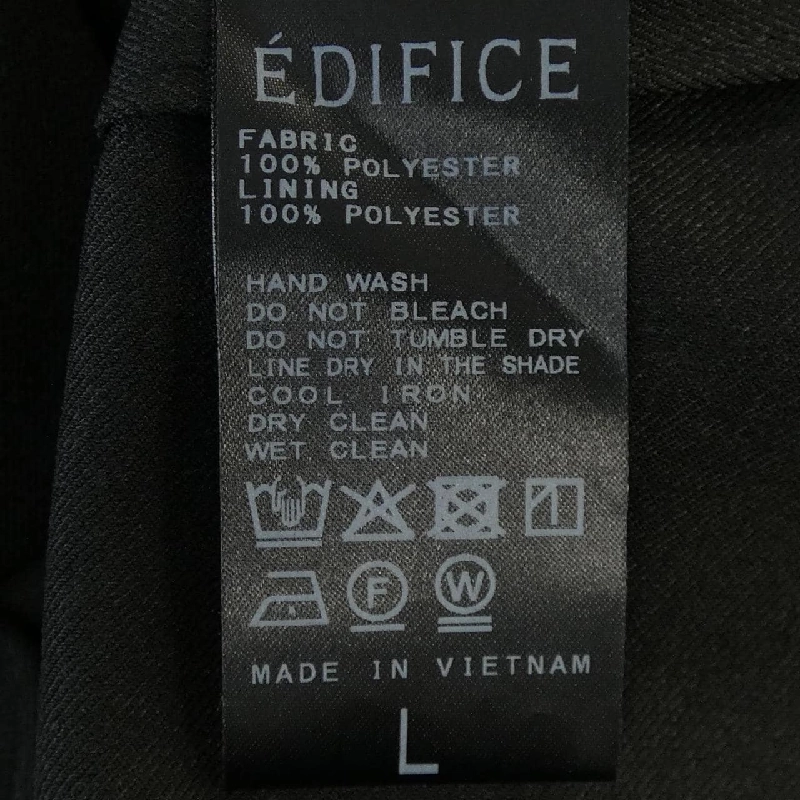 ÉDIFICE
FABRIC
100% POLYESTER
LINING
100% POLYESTER
HAND WASH
DO NOT BLEACH
DO NOT TUMBLE DRY
LINE DRY IN THE SHADE
COOL IRON
DRY CLEAN
WET CLEAN
F W
MADE IN VIETNAM
L